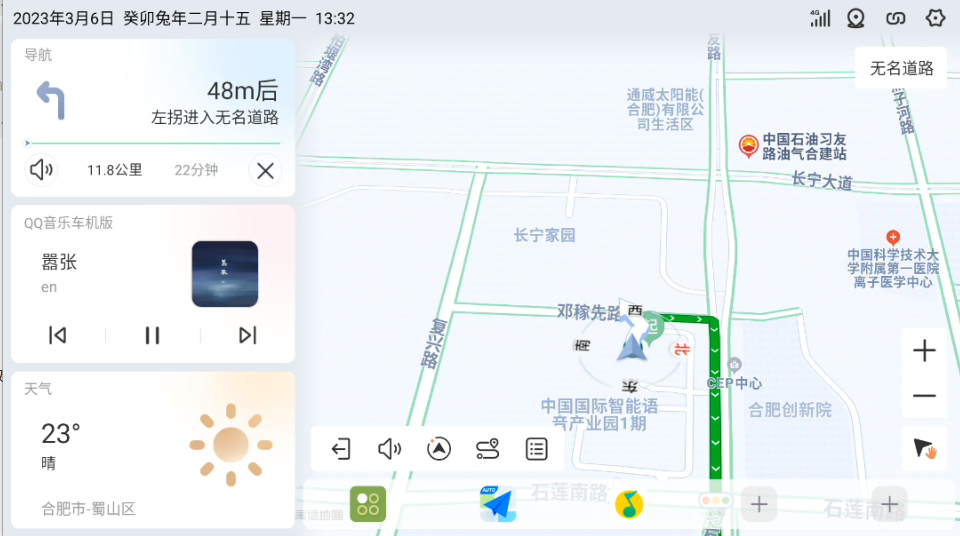 2023年3月6日 癸卯兔年二月十五 星期一 13:32
4G
导航
48m后
左拐进入无名道路
11.8公里
22分钟
QQ音乐车机版
嚣张
en
天气
23°
晴
合肥市-蜀山区
无名道路
通威太阳能(
合肥)有限公
司生活区
中国石油习友
路油气合建站
长宁大道
长宁家园
中国科学技术大
学附属第一医院
离子医学中心
邓稼先路
复兴路
西
南
北
东
CEP中心
中国国际智能语
音产业园1期
合肥创新院
AUTO
石莲南路
石莲南路